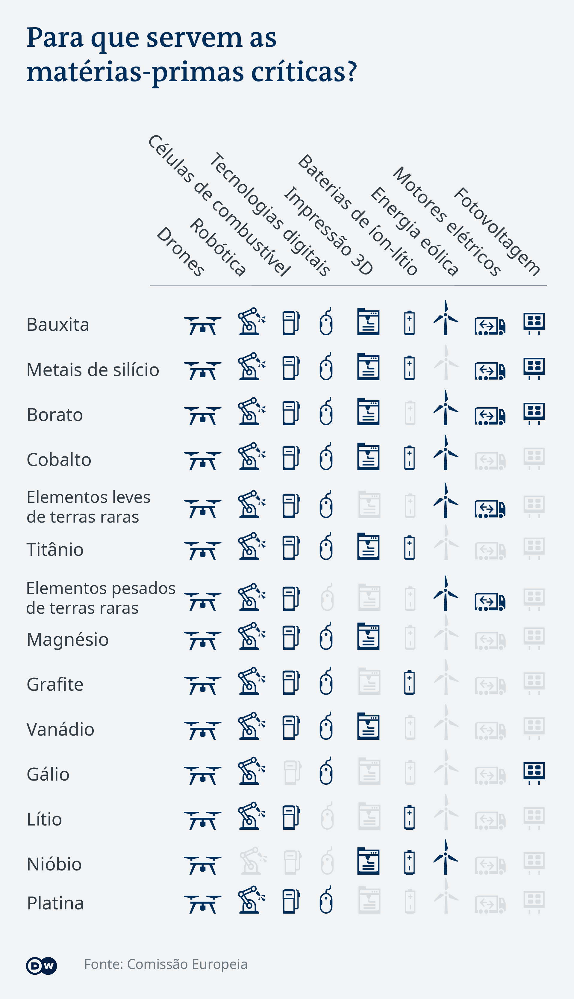 Para que servem as
matérias-primas críticas?
Drones
Robótica
Células de combustível
Tecnologias digitais
Impressão 3D
Baterias de íon-lítio
Energia eólica
Motores elétricos
Fotovoltagem
Bauxita
Metais de silício
Borato
Cobalto
Elementos leves
de terras raras
Titânio
Elementos pesados
de terras raras
Magnésio
Grafite
Vanádio
Gálio
Lítio
Nióbio
Platina
DW
Fonte: Comissão Europeia